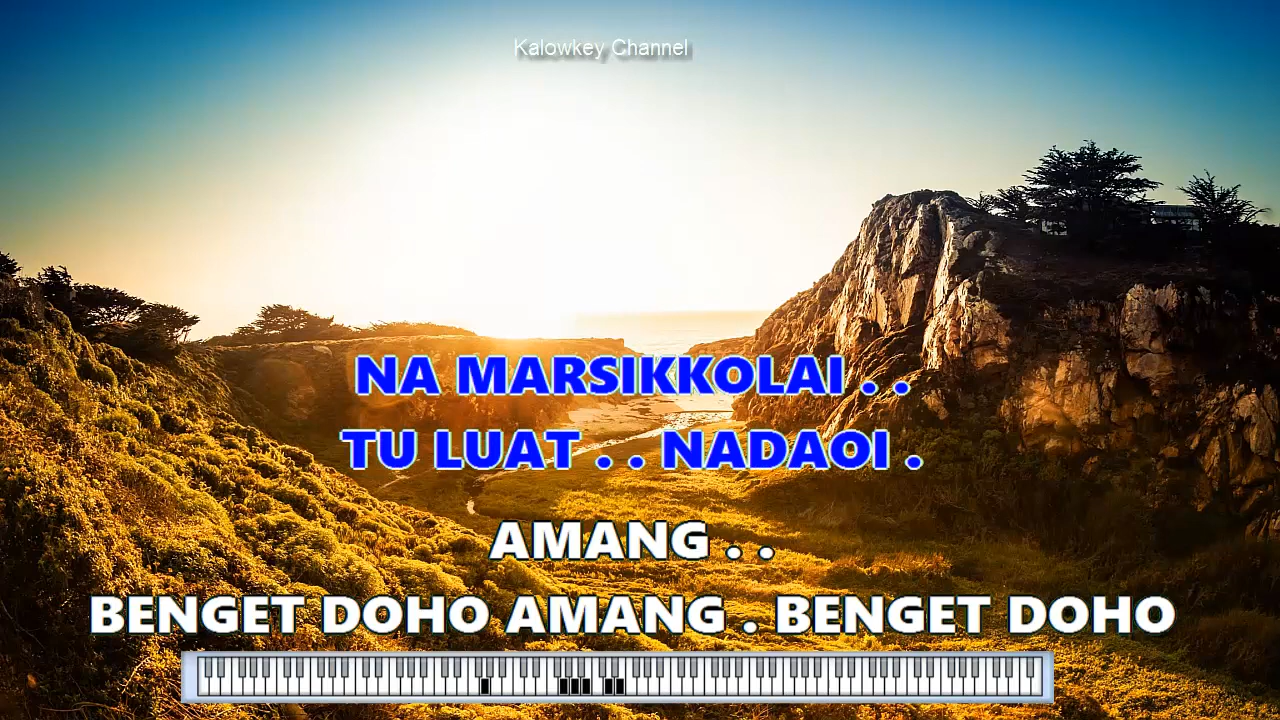 Kalowkey Channel
NA MARSIKKOLAI . .
TU LUAT . . NADAOI .
AMANG . .
BENGET DOHO AMANG . BENGET DOHO